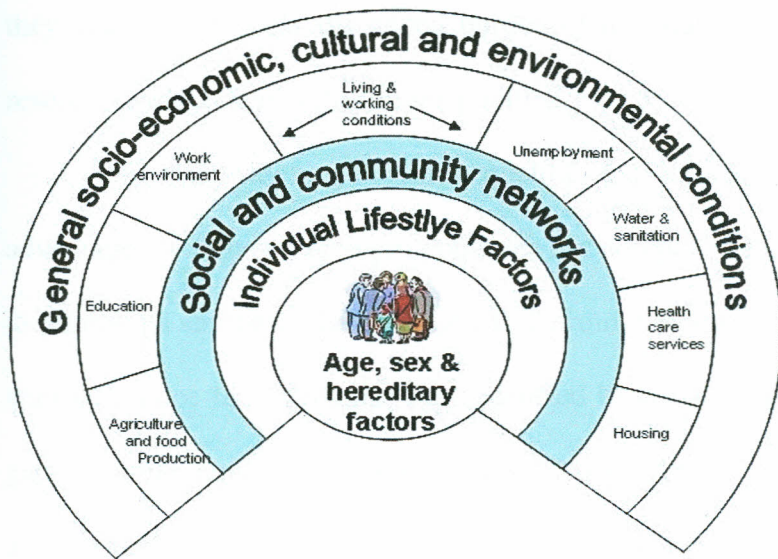 General socio-economic, cultural and environmental conditions
Living &
working
conditions
Work
environment
Unemployment
Education
Water &
sanitation
Agriculture
and food
Production
Health
care
services
Housing
Social and community networks
Individual Lifestlye Factors
Age, sex &
hereditary
factors